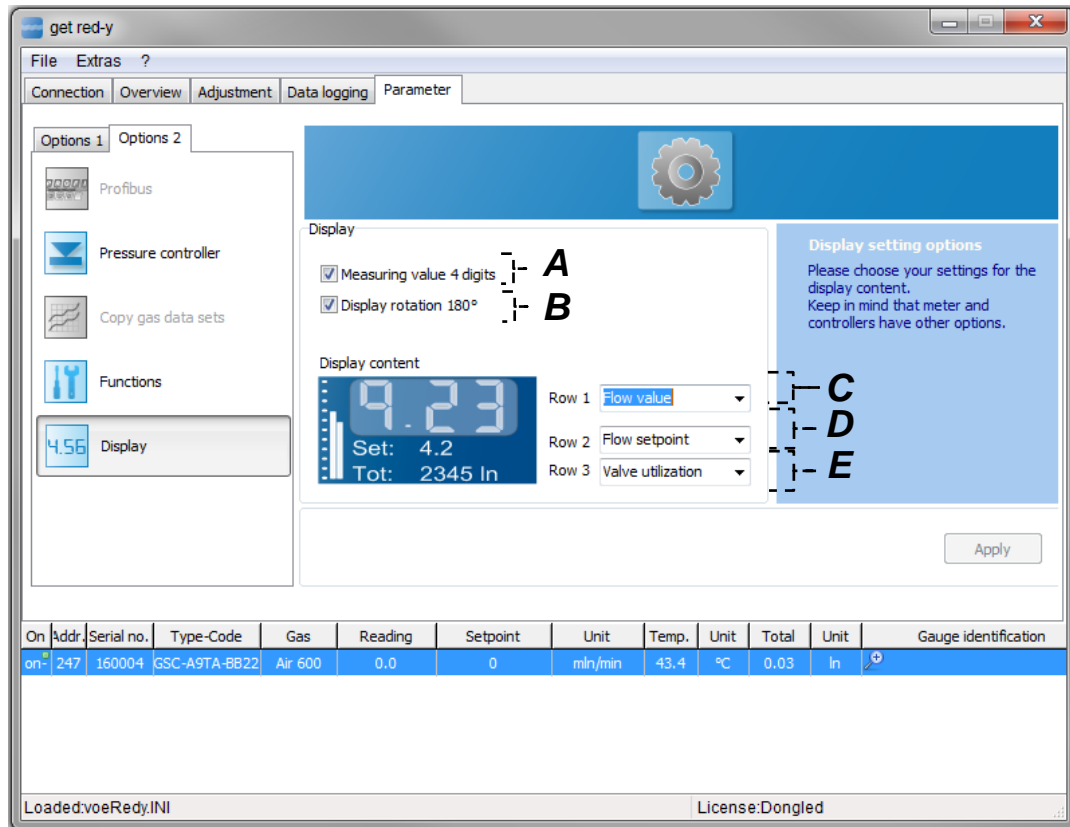 get red-y
File Extras ?
Connection Overview Adjustment Data logging Parameter
Options 1 Options 2
Profibus
Pressure controller
Copy gas data sets
Functions
4.56 Display
Display
Measuring value 4 digits A
Display rotation 180° B
Display content
9.23
Set: 4.2
Tot: 2345 ln
Row 1 Flow value C
Row 2 Flow setpoint D
Row 3 Valve utilization E
Display setting options
Please choose your settings for the
display content.
Keep in mind that meter and
controllers have other options.
Apply
On Addr. Serial no. Type-Code Gas Reading Setpoint Unit Temp. Unit Total Unit Gauge identification
on- 247 160004 GSC-A9TA-BB22 Air 600 0.0 0 mln/min 43.4 °C 0.03 ln
Loaded:voeRedy.INI License:Dongled